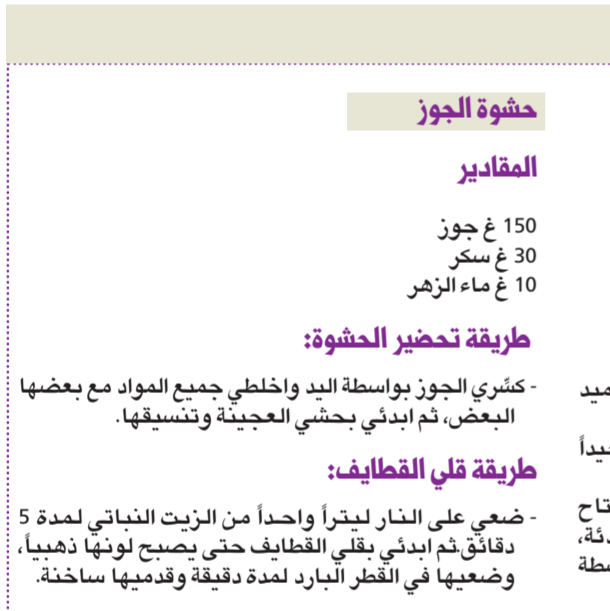 حشوة الجوز
المقادير
150 غ جوز
30 غ سكر
10 غ ماء الزهر
طريقة تحضير الحشوة:
- كسِّري الجوز بواسطة اليد واخلطي جميع المواد مع بعضها
البعض، ثم ابدئي بحشي العجينة وتنسيقها.
طريقة قلي القطايف:
- ضعي على النار ليتراً واحداً من الزيت النباتي لمدة 5
دقائق.ثم ابدئي بقلي القطايف حتى يصبح لونها ذهبياً،
وضعيها في القطر البارد لمدة دقيقة وقدميها ساخنة.